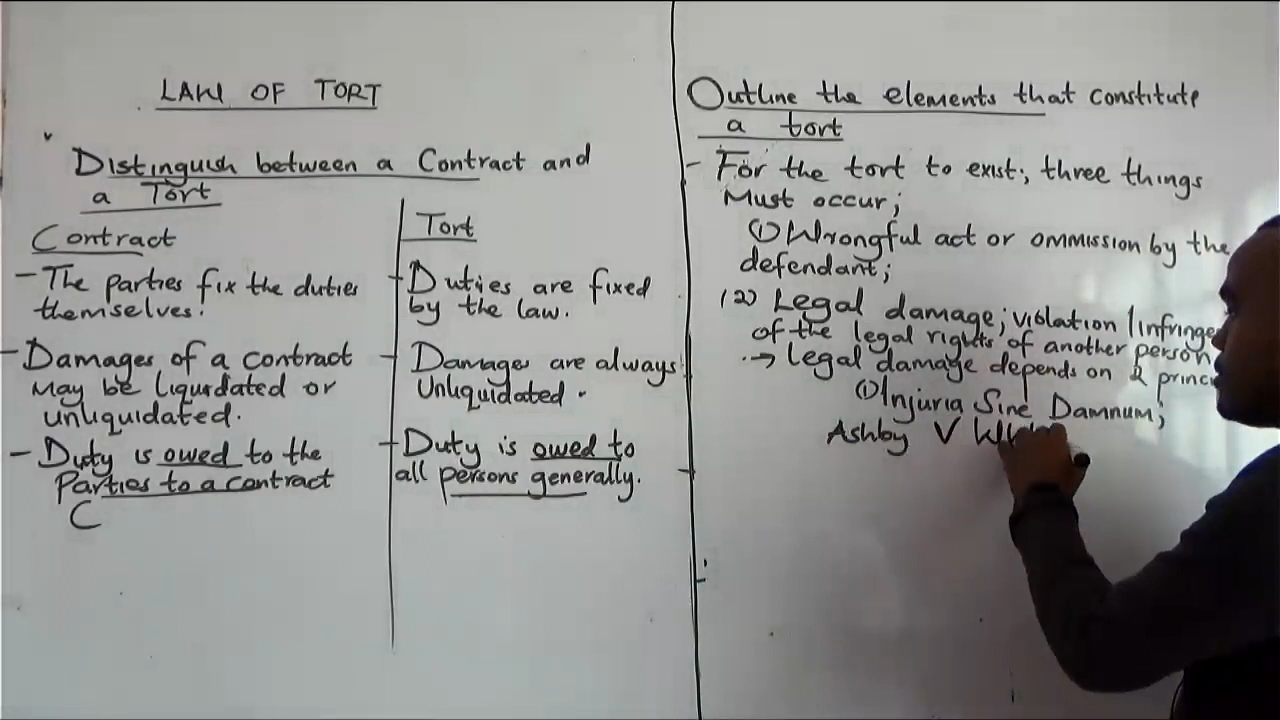 LAW OF TORT
Distinguish between a Contract and
a Tort
Contract
- The parties fix the duties
themselves.
- Damages of a contract
May be liquidated or
unliquidated.
- Duty is owed to the
Parties to a contract
C
Tort
- Duties are fixed
by the law.
- Damages are always
Unliquidated.
- Duty is owed to
all persons generally.
Outline the elements that constitute
a tort
- For the tort to exist; three things
Must occur;
(1) Wrongful act or ommission by the
defendant;
(2) Legal damage; violation /infringe
of the legal rights of another person
→ legal damage depends on 2 princ
(1) Injuria Sine Damnum;
Ashby V